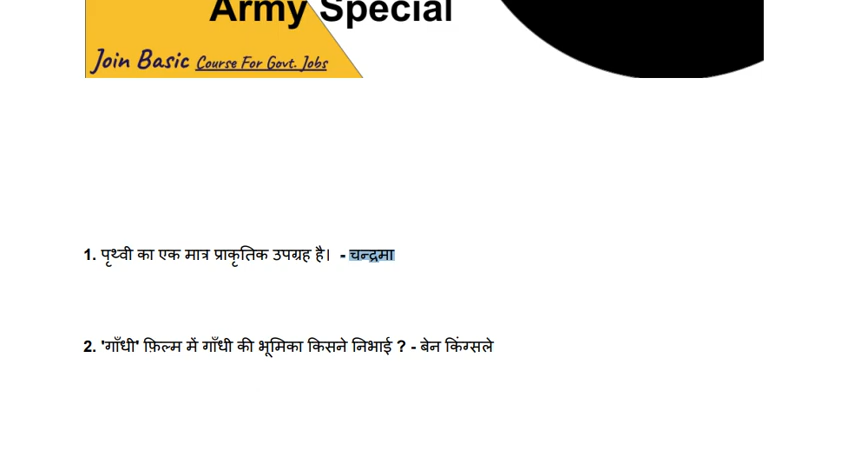 Army Special
Join Basic Course For Govt. Jobs
1. पृथ्वी का एक मात्र प्राकृतिक उपग्रह है। - चन्द्रमा
2. 'गाँधी' फ़िल्म में गाँधी की भूमिका किसने निभाई ? - बेन किंग्सले